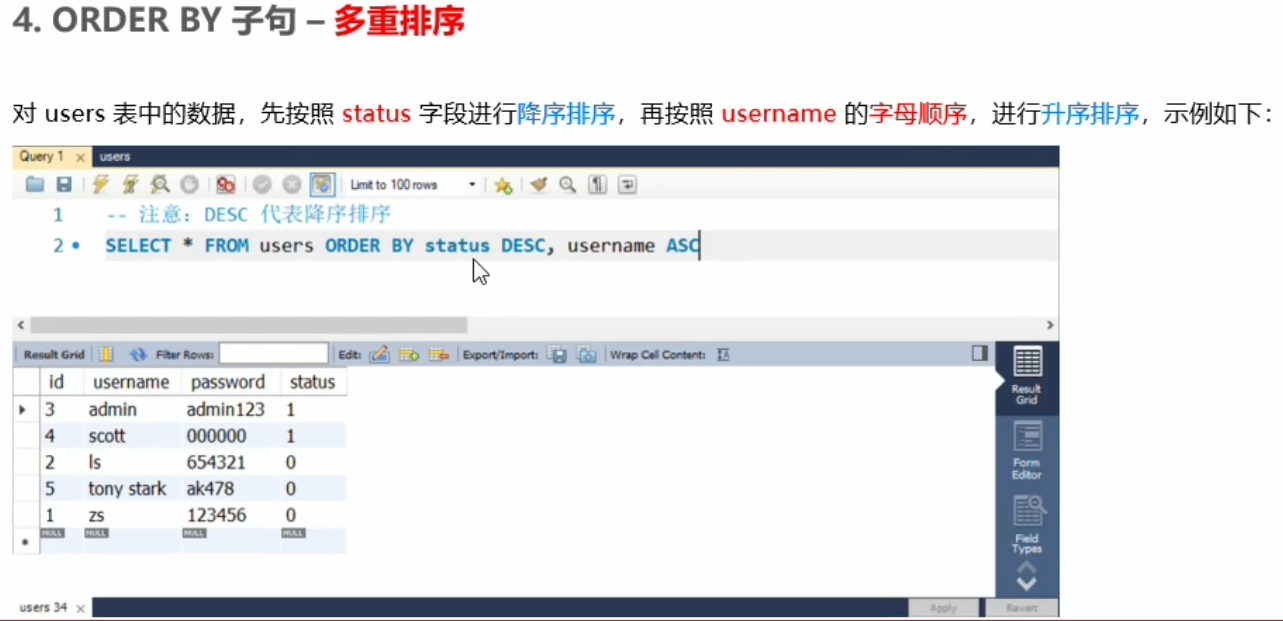 4. ORDER BY 子句 – 多重排序
对 users 表中的数据，先按照 status 字段进行降序排序，再按照 username 的字母顺序，进行升序排序，示例如下：
Query 1 × users
Limit to 100 rows
1 -- 注意：DESC 代表降序排序
2 SELECT * FROM users ORDER BY status DESC, username ASC
Result Grid Filter Rows: Edit: Export/Import: Wrap Cell Content: IA
id username password status
3 admin admin123 1
4 scott 000000 1
2 ls 654321 0
5 tony stark ak478 0
1 zs 123456 0
NULL NULL NULL NULL
Result
Grid
Form
Editor
Field
Types
users 34 × Apply Revert